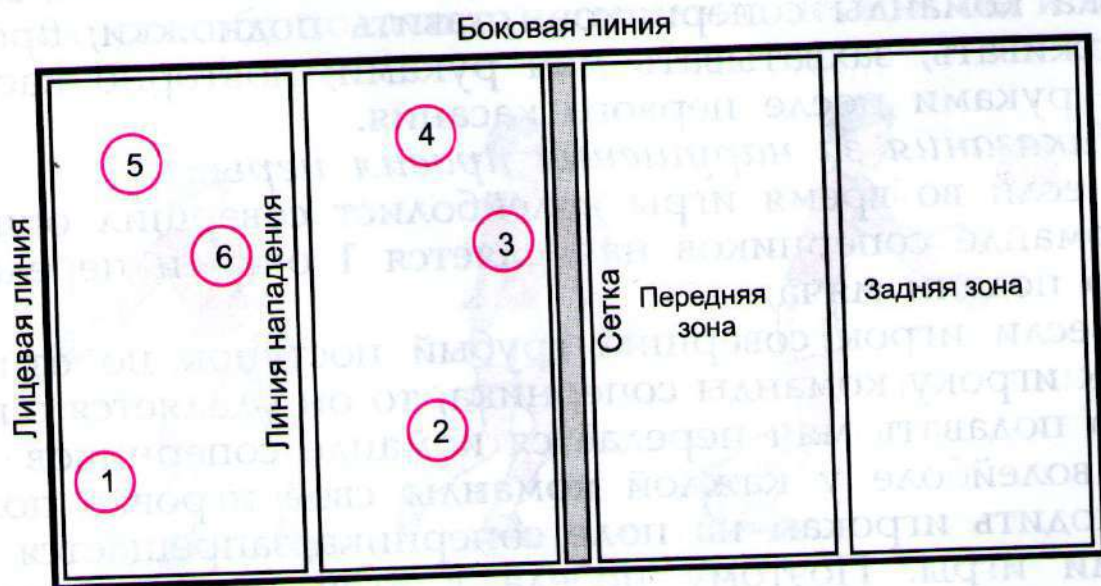 Боковая линия
Лицевая линия
5
6
1
Линия нападения
4
3
2
Сетка
Передняя
зона
Задняя зона